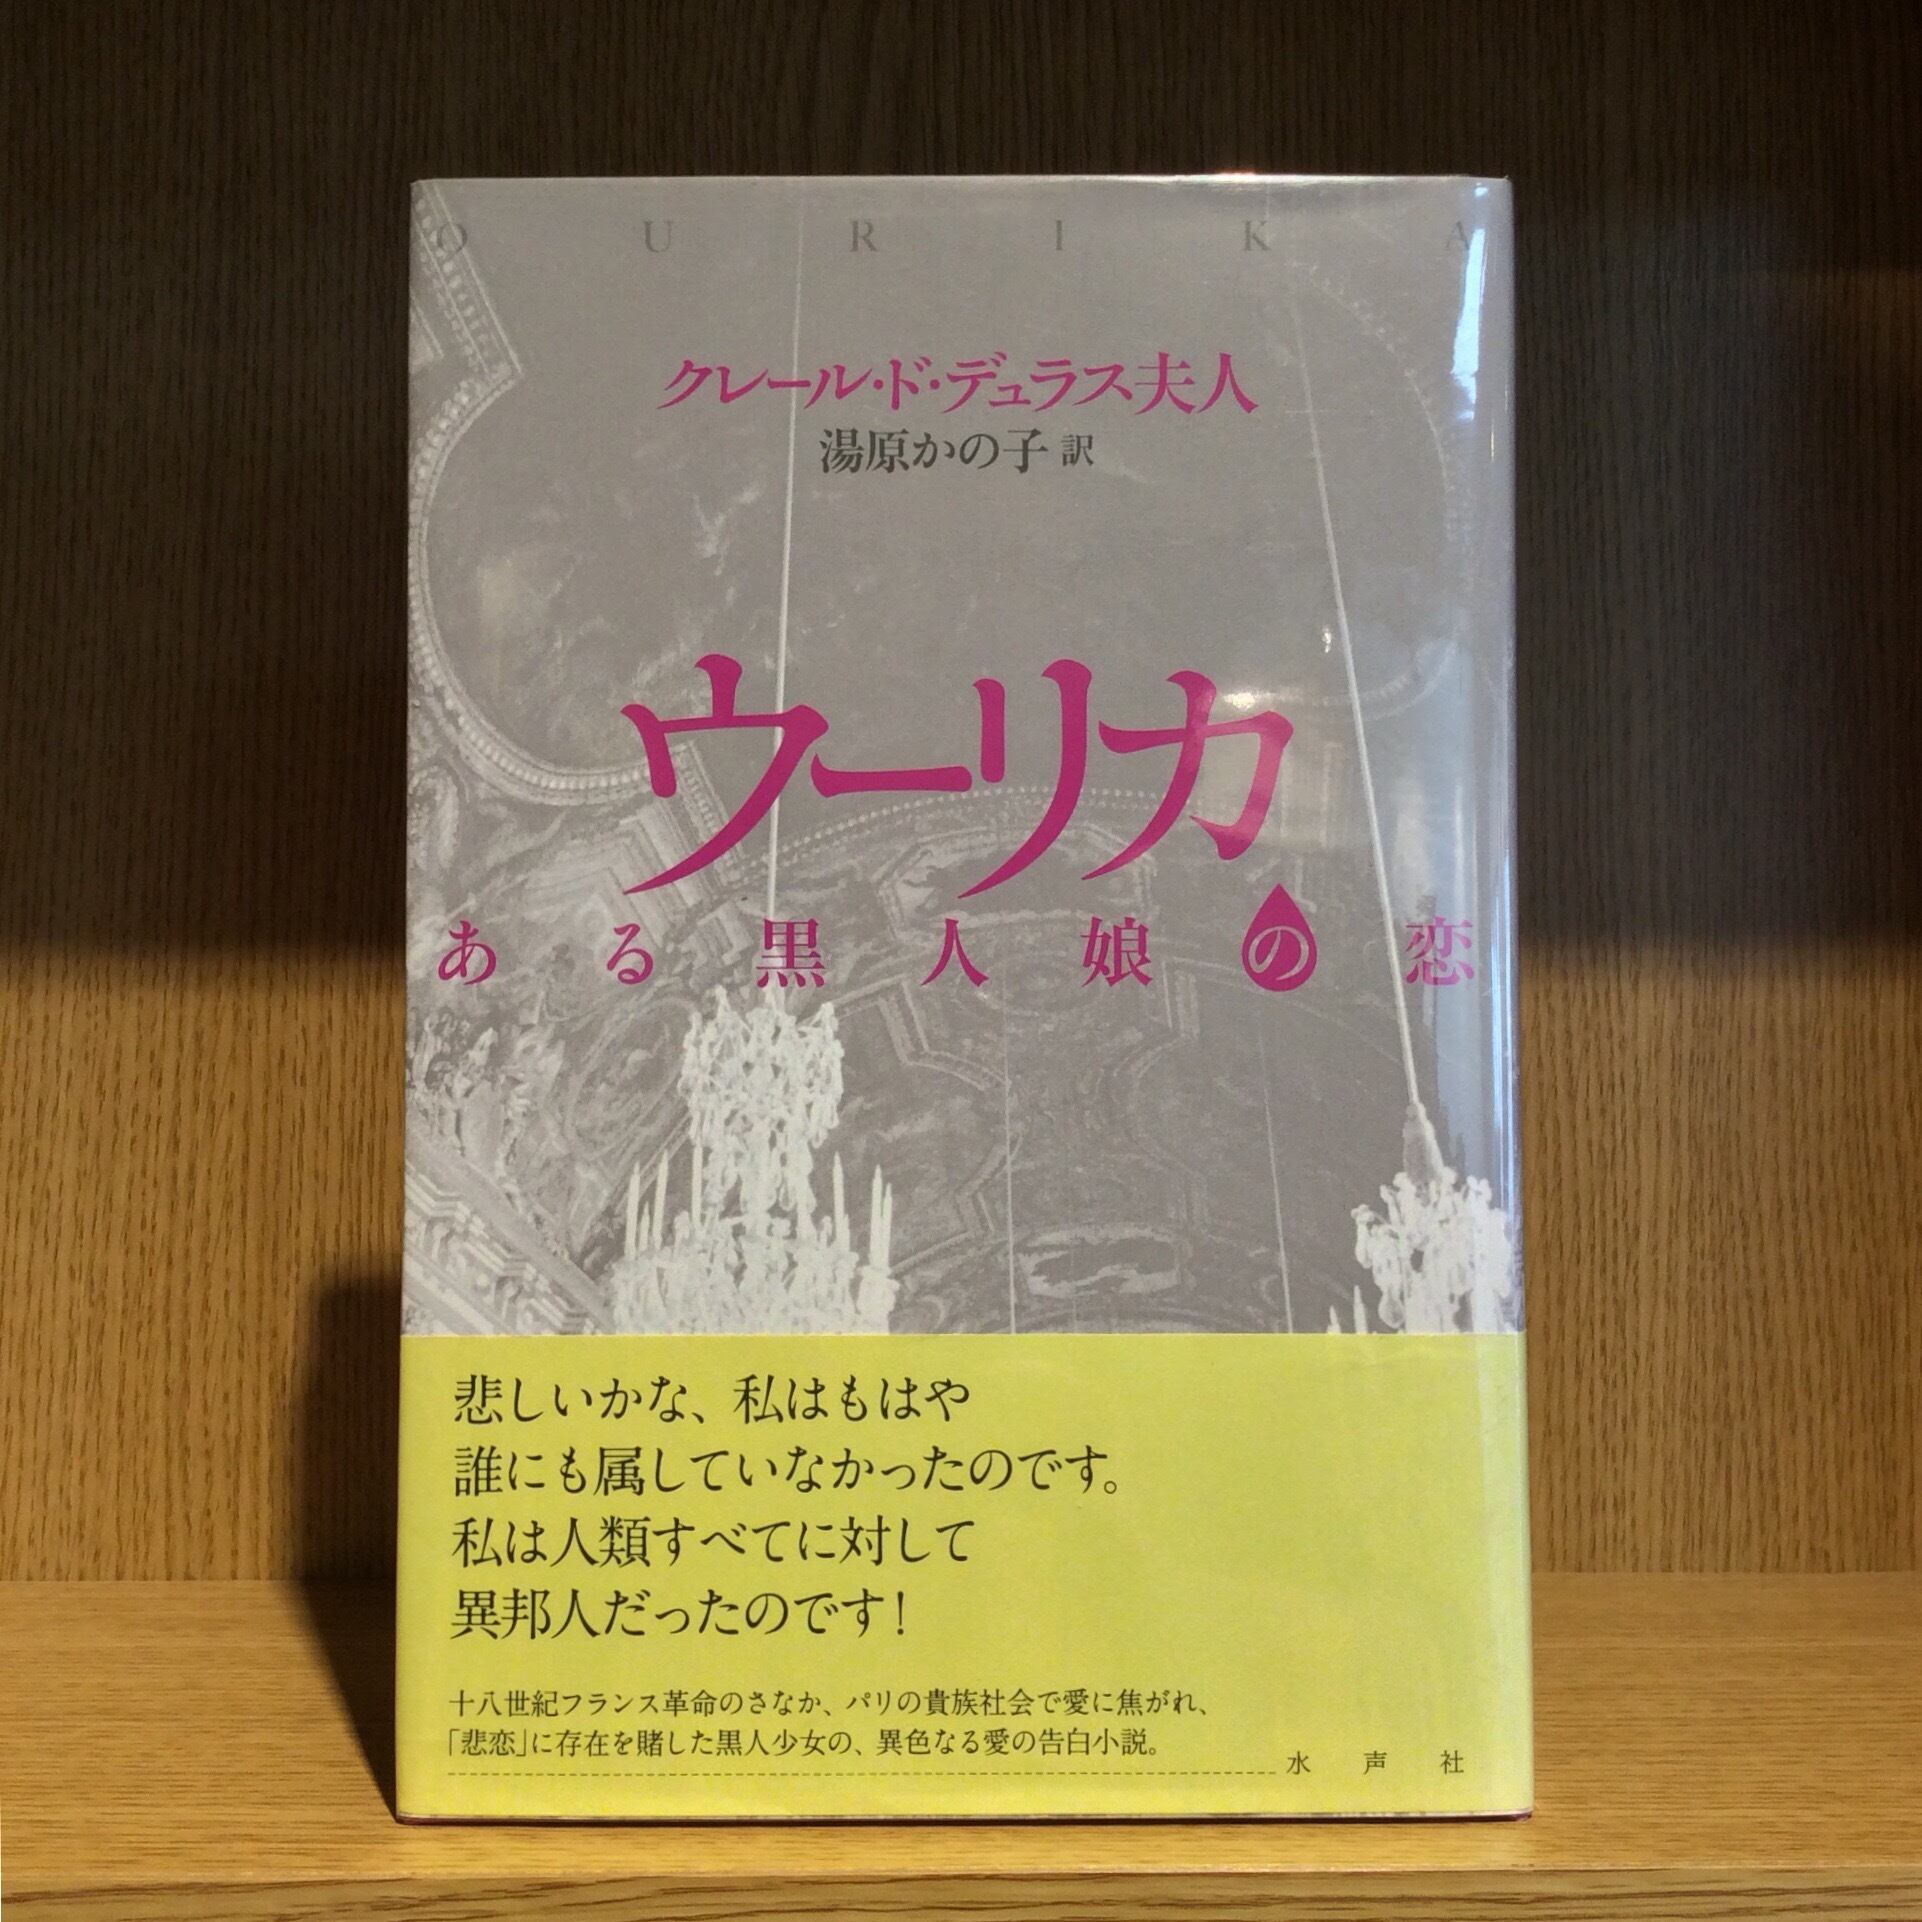 OURIKA
クレール・ド・デュラス夫人
湯原かの子 訳
ウーリカ
ある黒人娘の恋
悲しいかな、私はもはや
誰にも属していなかったのです。
私は人類すべてに対して
異邦人だったのです!
十八世紀フランス革命のさなか、パリの貴族社会で愛に焦がれ、
「悲恋」に存在を賭した黒人少女の、異色なる愛の告白小説。
水声社